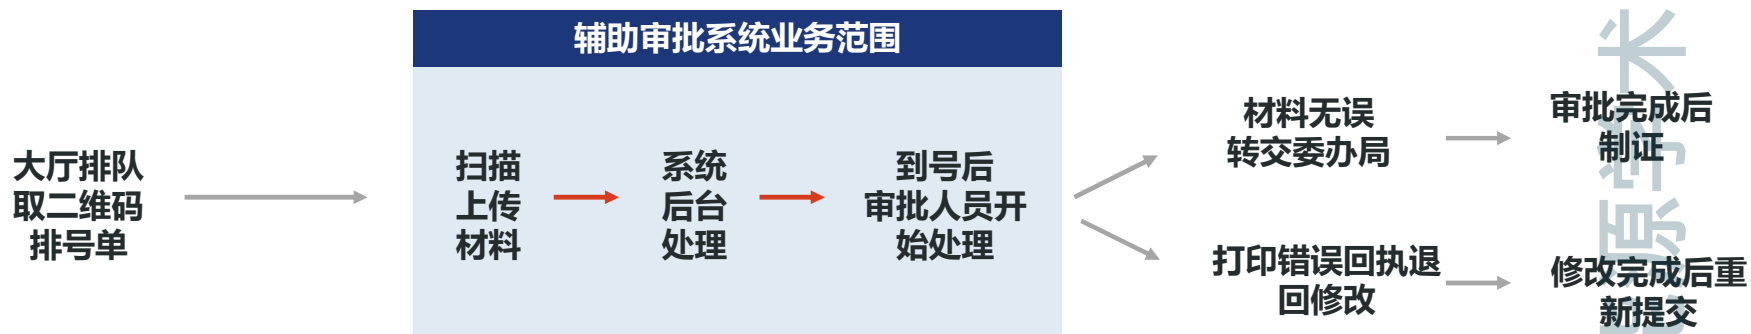 辅助审批系统业务范围
大厅排队
取二维码
排号单
扫描
上传
材料
系统
后台
处理
到号后
审批人员开
始处理
材料无误
转交委办局
审批完成后
制证
打印错误回执退
回修改
修改完成后重
新提交